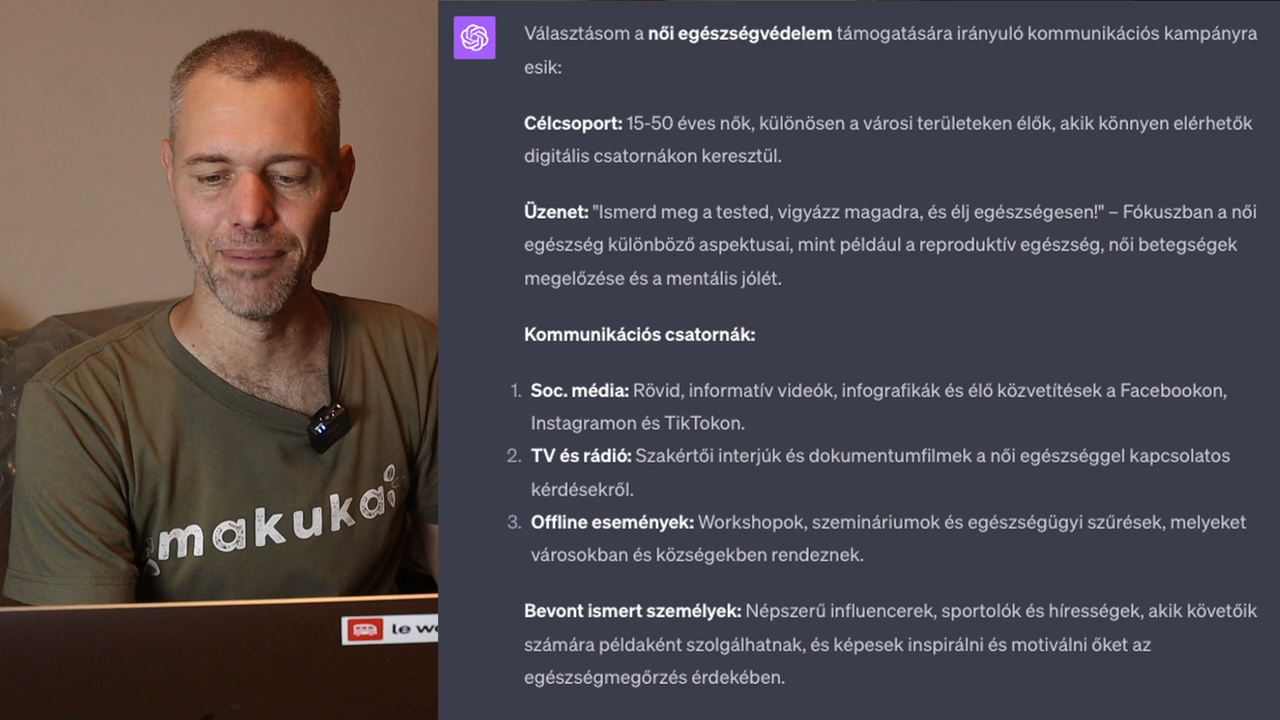 Választásom a női egészségvédelem támogatására irányuló kommunikációs kampányra
esik:
Célcsoport: 15-50 éves nők, különösen a városi területeken élők, akik könnyen elérhetők
digitális csatornákon keresztül.
Üzenet: "Ismerd meg a tested, vigyázz magadra, és élj egészségesen!" – Fókuszban a női
egészség különböző aspektusai, mint például a reproduktív egészség, női betegségek
megelőzése és a mentális jólét.
Kommunikációs csatornák:
1. Soc. média: Rövid, informatív videók, infografikák és élő közvetítések a Facebookon,
Instagramon és TikTokon.
2. TV és rádió: Szakértői interjúk és dokumentumfilmek a női egészséggel kapcsolatos
kérdésekről.
3. Offline események: Workshopok, szemináriumok és egészségügyi szűrések, melyeket
városokban és községekben rendeznek.
Bevont ismert személyek: Népszerű influencerek, sportolók és hírességek, akik követőik
számára példaként szolgálhatnak, és képesek inspirálni és motiválni őket az
egészségmegőrzés érdekében.
makuka
le